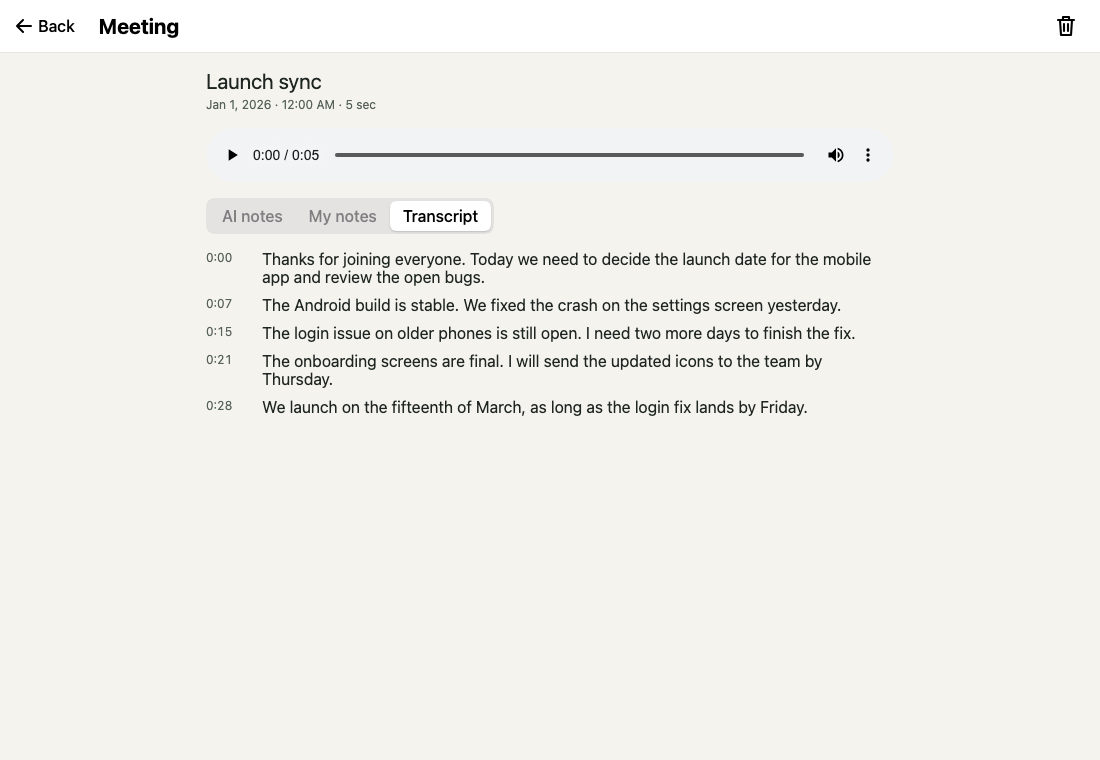 Back
Meeting
Launch sync
Jan 1, 2026 · 12:00 AM · 5 sec
0:00 / 0:05
AI notes
My notes
Transcript
0:00 Thanks for joining everyone. Today we need to decide the launch date for the mobile
app and review the open bugs.
0:07 The Android build is stable. We fixed the crash on the settings screen yesterday.
0:15 The login issue on older phones is still open. I need two more days to finish the fix.
0:21 The onboarding screens are final. I will send the updated icons to the team by
Thursday.
0:28 We launch on the fifteenth of March, as long as the login fix lands by Friday.